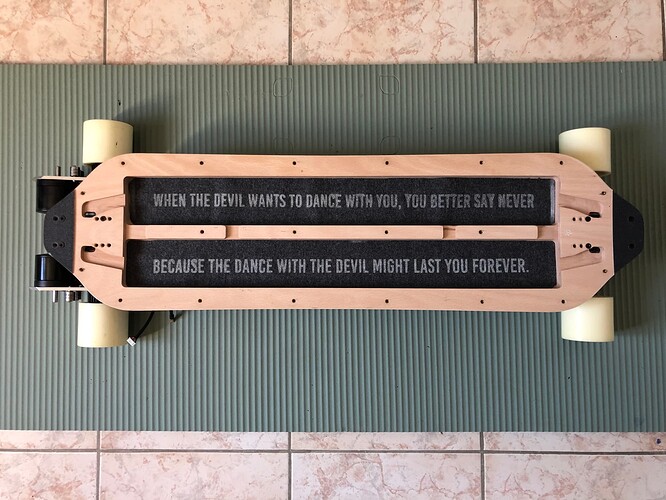 WHEN THE DEVIL WANTS TO DANCE WITH YOU, YOU BETTER SAY NEVER
BECAUSE THE DANCE WITH THE DEVIL MIGHT LAST YOU FOREVER.